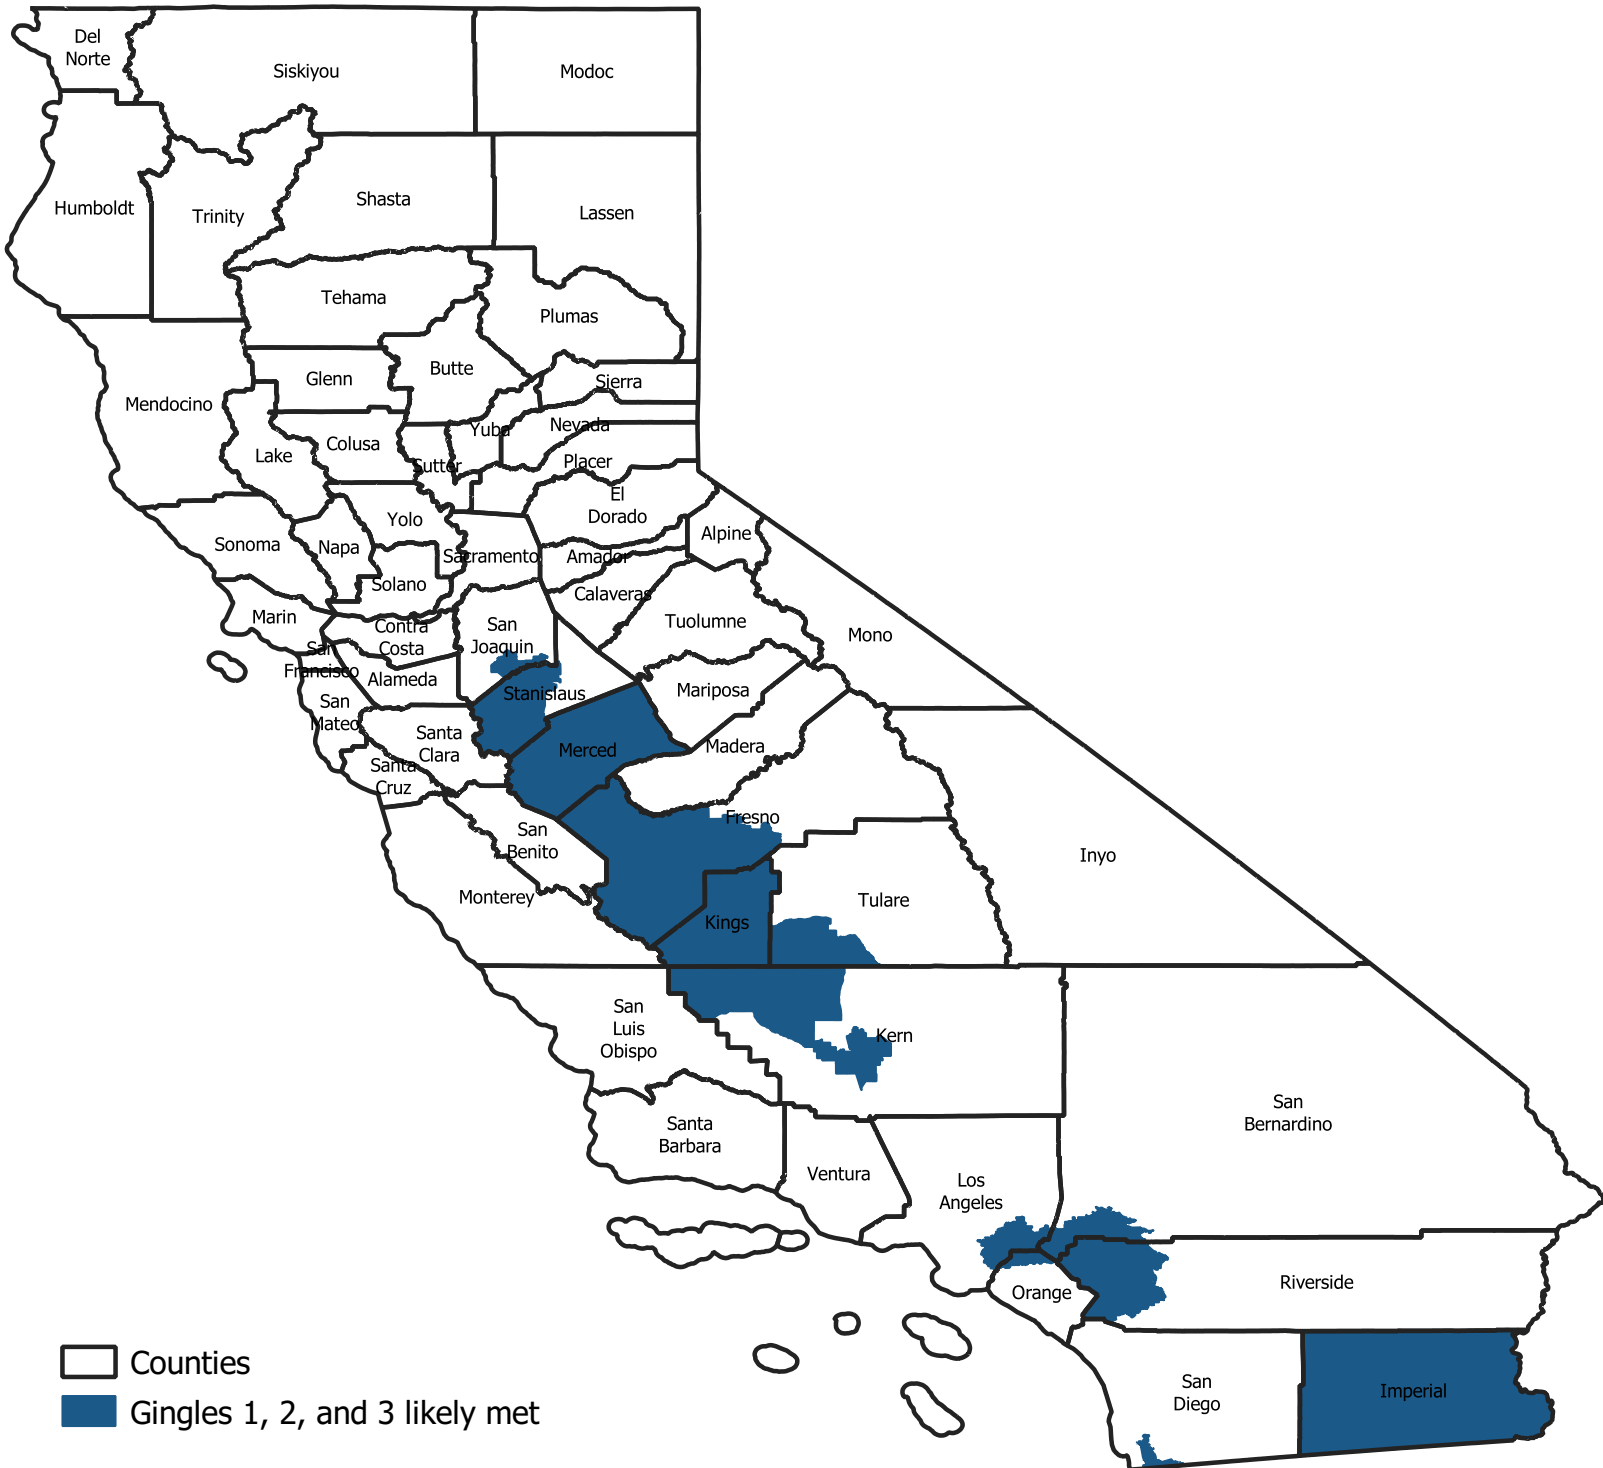 Del
Norte
Siskiyou
Modoc
Humboldt
Trinity
Shasta
Lassen
Tehama
Plumas
Butte
Glenn
Sierra
Mendocino
Yuba
Nevada
Colusa
Lake
Sutter
Placer
El
Dorado
Yolo
Sonoma
Napa
Sacramento
Amador
Alpine
Solano
Calaveras
Marin
Contra
Costa
San
Joaquin
Tuolumne
Mono
San
Francisco
Alameda
Stanislaus
Mariposa
San
Mateo
Santa
Clara
Merced
Madera
Santa
Cruz
Fresno
San
Benito
Inyo
Monterey
Kings
Tulare
San
Luis
Obispo
Kern
San
Bernardino
Santa
Barbara
Ventura
Los
Angeles
Orange
Riverside
San
Diego
Imperial
Counties
Gingles 1, 2, and 3 likely met